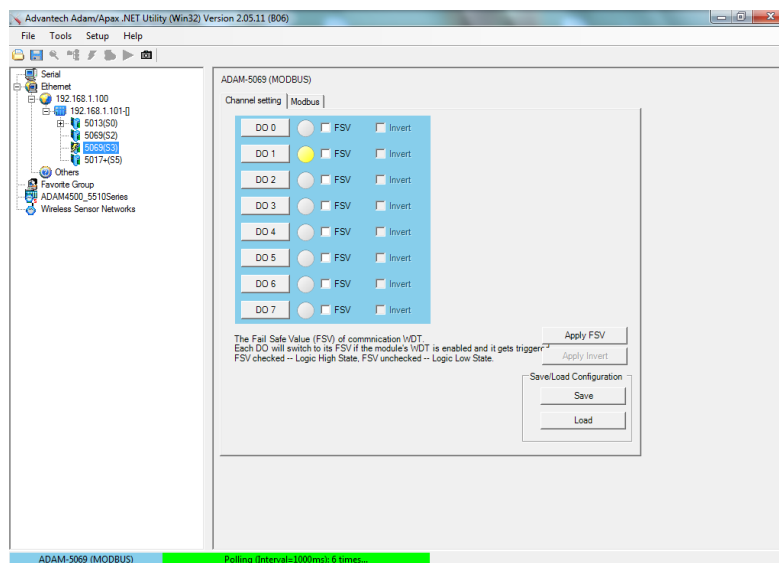 Advantech Adam/Apax .NET Utility (Win32) Version 2.05.11 (B06)
File Tools Setup Help
Serial
Ethernet
192.168.1.100
192.168.1.101-[]
5013(S0)
5069(S2)
5069(S3)
5017+(S5)
Others
Favorite Group
ADAM4500_5510Series
Wireless Sensor Networks
ADAM-5069 (MODBUS)
Channel setting Modbus
DO 0 FSV Invert
DO 1 FSV Invert
DO 2 FSV Invert
DO 3 FSV Invert
DO 4 FSV Invert
DO 5 FSV Invert
DO 6 FSV Invert
DO 7 FSV Invert
The Fail Safe Value (FSV) of commnication WDT.
Each DO will switch to its FSV if the module's WDT is enabled and it gets triggered
FSV checked -- Logic High State, FSV unchecked -- Logic Low State.
Apply FSV
Apply Invert
Save/Load Configuration
Save
Load
ADAM-5069 (MODBUS) Polling (Interval=1000ms): 6 times...